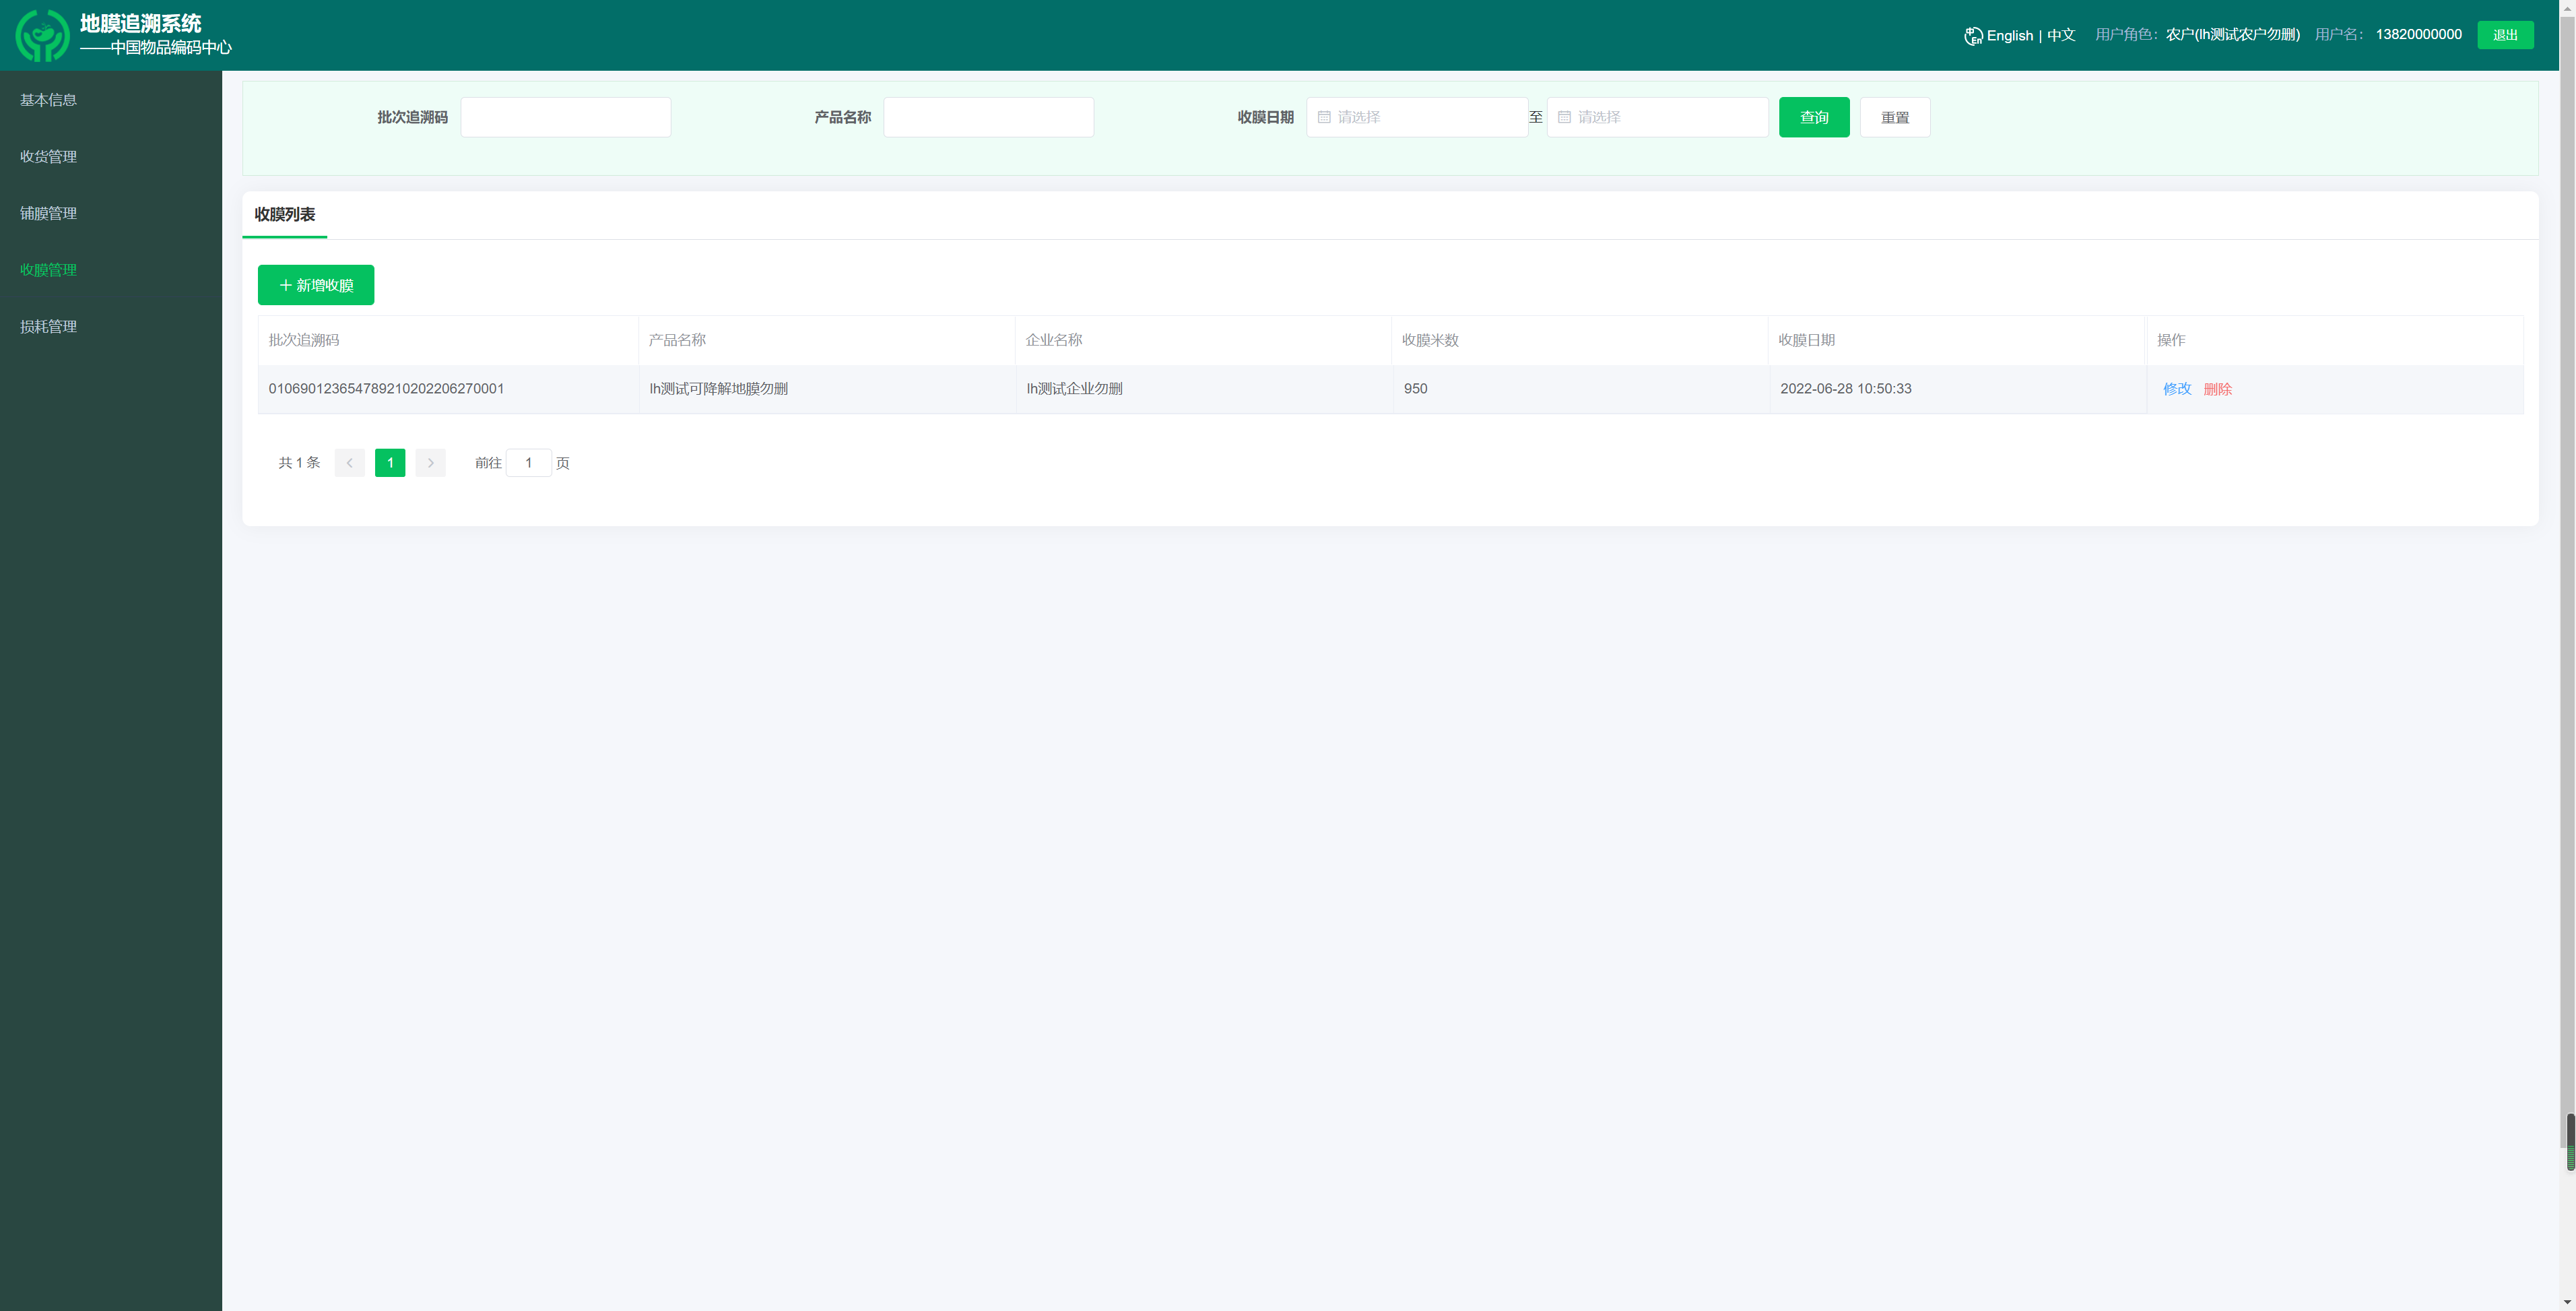 地膜追溯系统
——中国物品编码中心
English | 中文 用户角色: 农户(lh测试农户勿删) 用户名: 13820000000 退出
基本信息
收货管理
铺膜管理
收膜管理
损耗管理
批次追溯码 产品名称 收膜日期 请选择 至 请选择 查询 重置
收膜列表
+ 新增收膜
批次追溯码 产品名称 企业名称 收膜米数 收膜日期 操作
010690123654789210202206270001 lh测试可降解地膜勿删 lh测试企业勿删 950 2022-06-28 10:50:33 修改 删除
共 1 条 < 1 > 前往 1 页